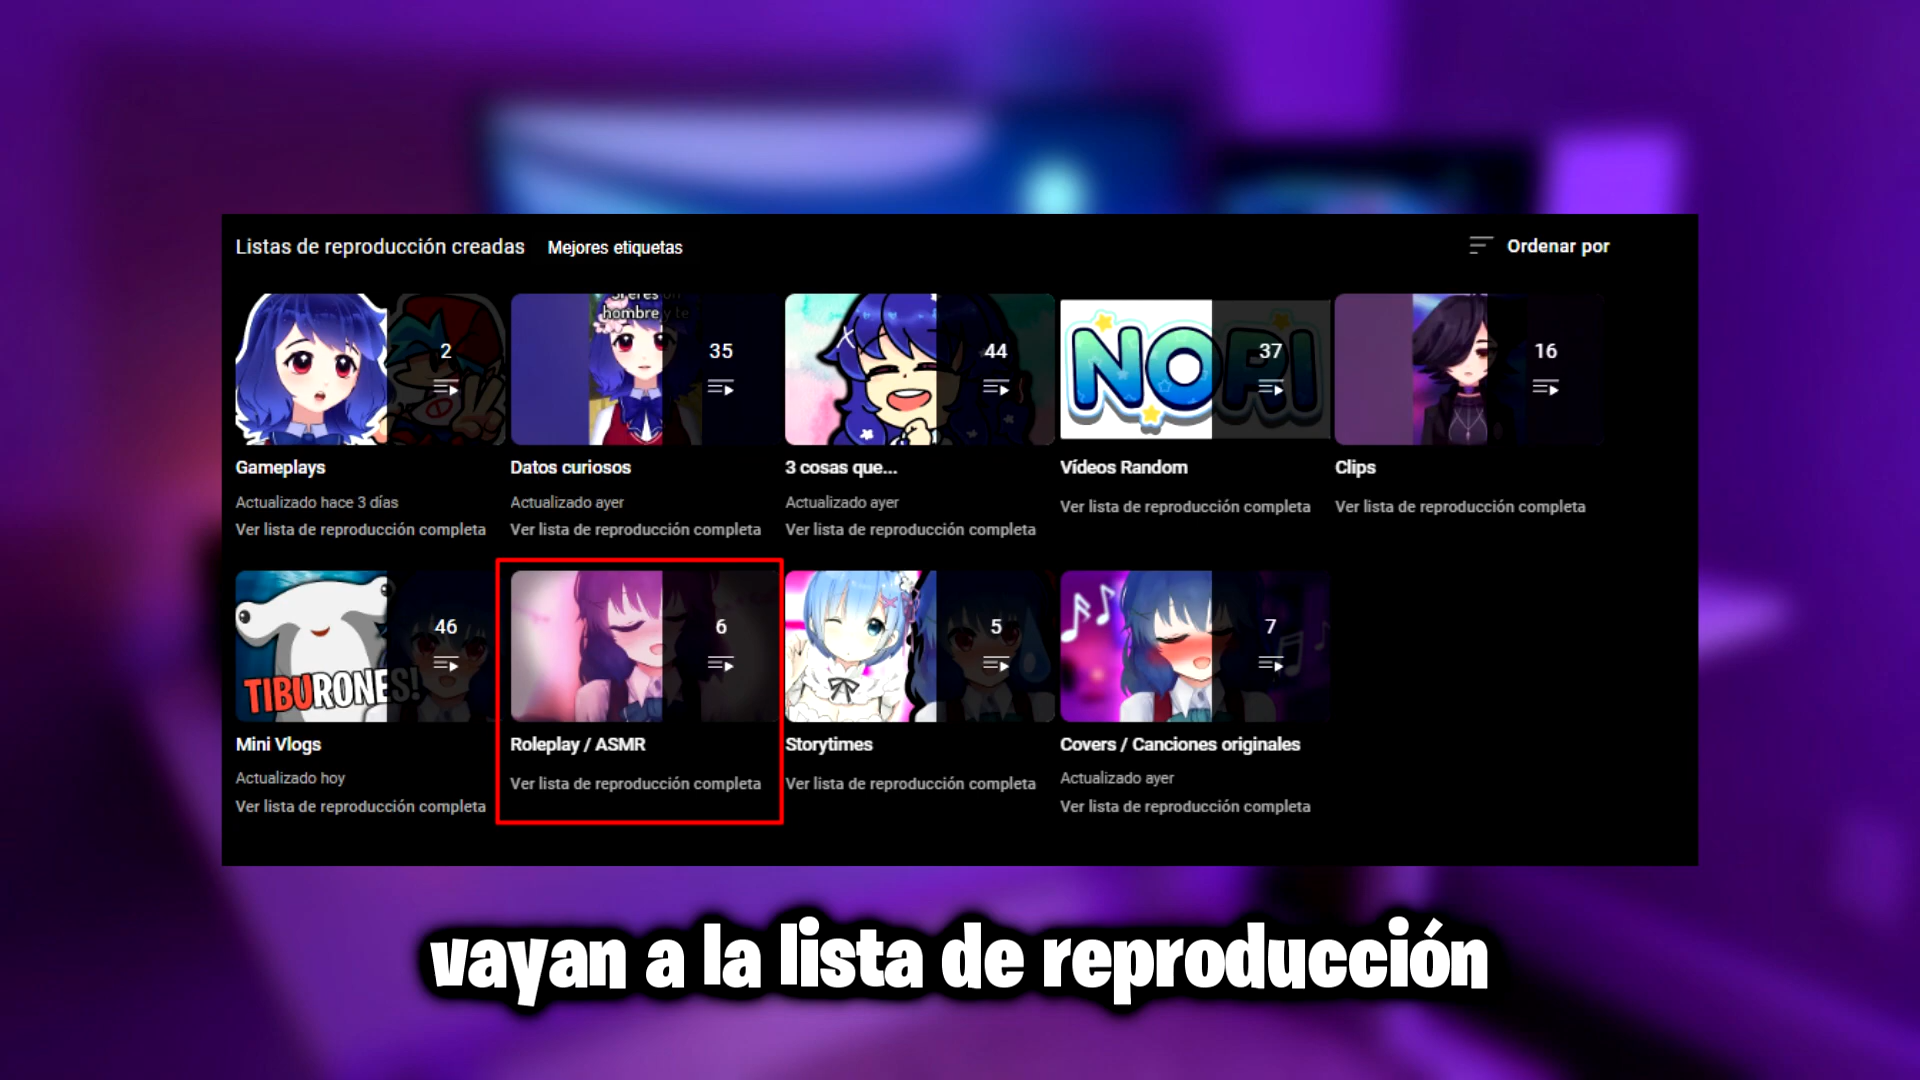 Listas de reproducción creadas Mejores etiquetas Ordenar por
Si eres un
hombre y te
2 35 44 NORI 37 16
Gameplays Datos curiosos 3 cosas que... Vídeos Random Clips
Actualizado hace 3 días Actualizado ayer Actualizado ayer
Ver lista de reproducción completa Ver lista de reproducción completa Ver lista de reproducción completa Ver lista de reproducción completa Ver lista de reproducción completa
46 6 5 7
TIBURONES!
Mini Vlogs Roleplay / ASMR Storytimes Covers / Canciones originales
Actualizado hoy Actualizado ayer
Ver lista de reproducción completa Ver lista de reproducción completa Ver lista de reproducción completa Ver lista de reproducción completa
vayan a la lista de reproducción